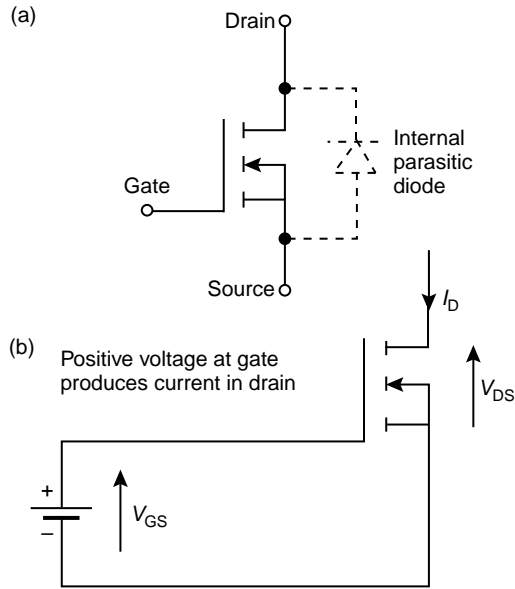 (a)
Drain
Internal
parasitic
diode
Gate
Source
I_D
(b)
Positive voltage at gate
produces current in drain
V_DS
+
V_GS
–